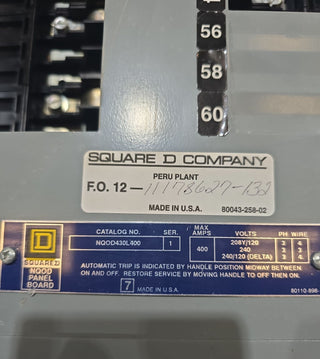 56
58
60
SQUARE D COMPANY
PERU PLANT
F.O. 12 — 11178627-132
MADE IN U.S.A. 80043-258-02
CATALOG NO. SER. MAX AMPS VOLTS PH WIRE
NQOD430L400 1 400 208Y/120 3 4
240 3 3
240/120 (DELTA) 3 4
SQUARE D
NQOD
PANEL
BOARD
AUTOMATIC TRIP IS INDICATED BY HANDLE POSITION MIDWAY BETWEEN
ON AND OFF. RESTORE SERVICE BY MOVING HANDLE TO OFF THEN ON.
7 MADE IN U.S.A.